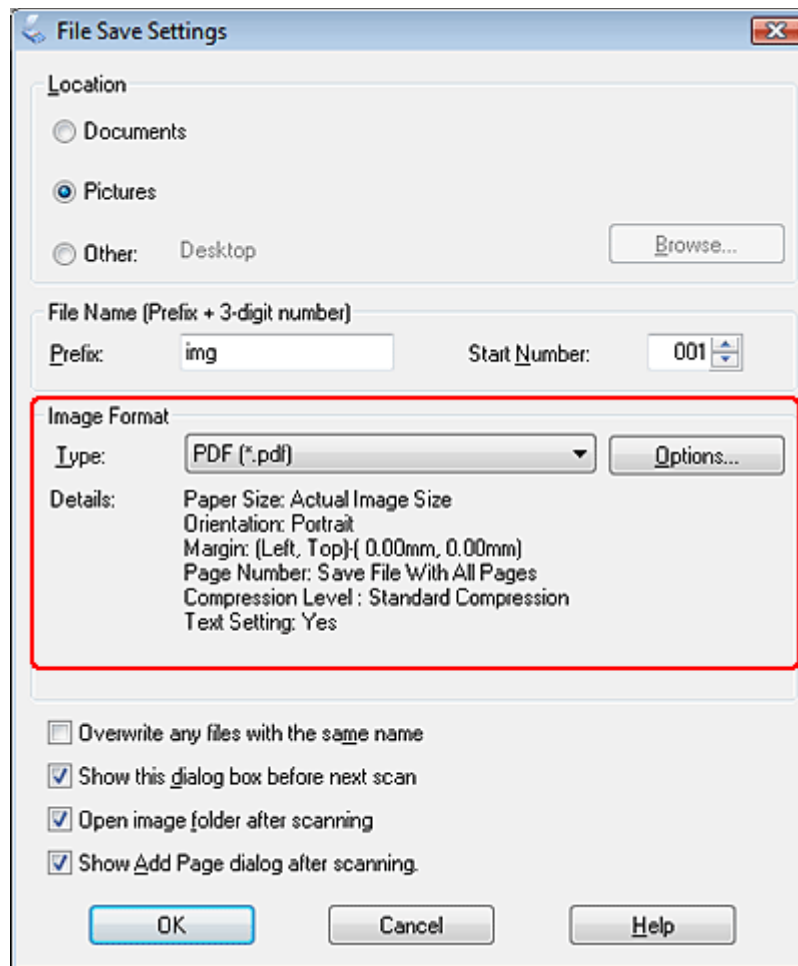 File Save Settings
Location
Documents
Pictures
Other: Desktop Browse...
File Name (Prefix + 3-digit number)
Prefix: img Start Number: 001
Image Format
Type: PDF (*.pdf) Options...
Details: Paper Size: Actual Image Size
Orientation: Portrait
Margin: (Left, Top)-( 0.00mm, 0.00mm)
Page Number: Save File With All Pages
Compression Level : Standard Compression
Text Setting: Yes
Overwrite any files with the same name
Show this dialog box before next scan
Open image folder after scanning
Show Add Page dialog after scanning.
OK Cancel Help